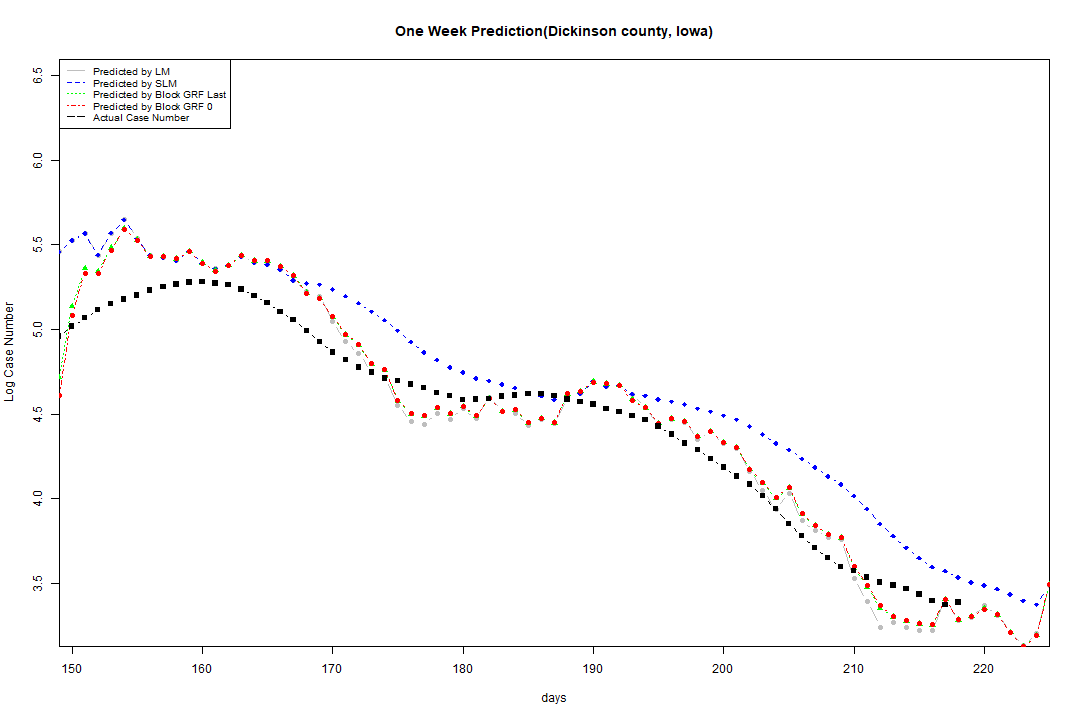 One Week Prediction(Dickinson county, Iowa)
Predicted by LM
Predicted by SLM
Predicted by Block GRF Last
Predicted by Block GRF 0
Actual Case Number
Log Case Number
6.5
6.0
5.5
5.0
4.5
4.0
3.5
150 160 170 180 190 200 210 220
days